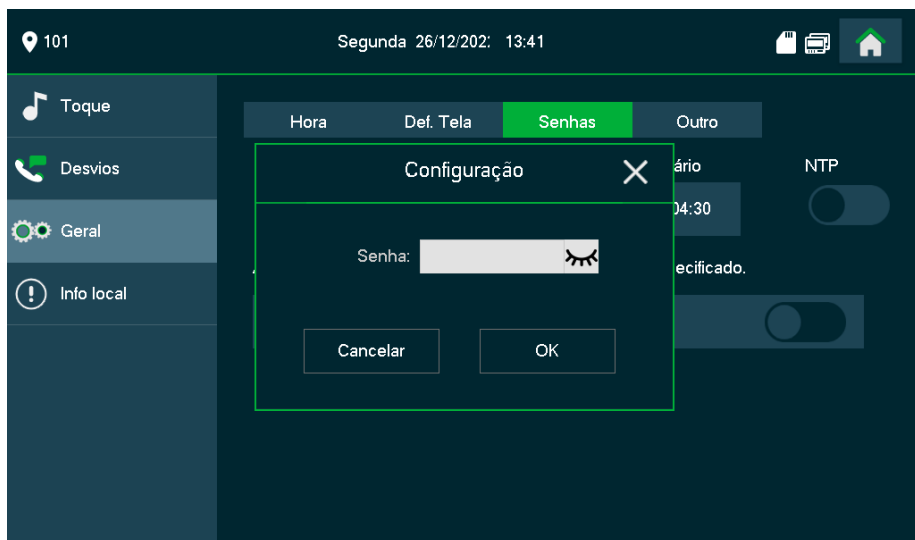 101 Segunda 26/12/202: 13:41
Toque
Hora Def. Tela Senhas Outro
Desvios
Configuração
ário
NTP
04:30
Geral
Senha:
ecificado.
Info local
Cancelar OK